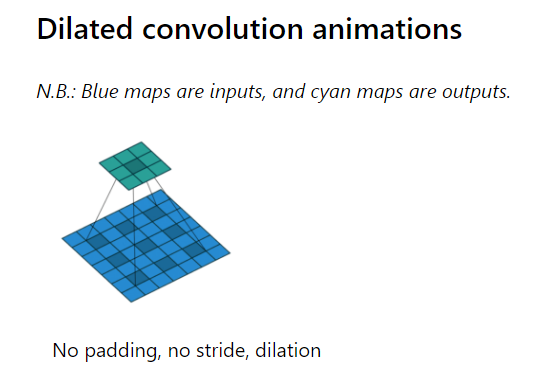 Dilated convolution animations
N.B.: Blue maps are inputs, and cyan maps are outputs.
No padding, no stride, dilation